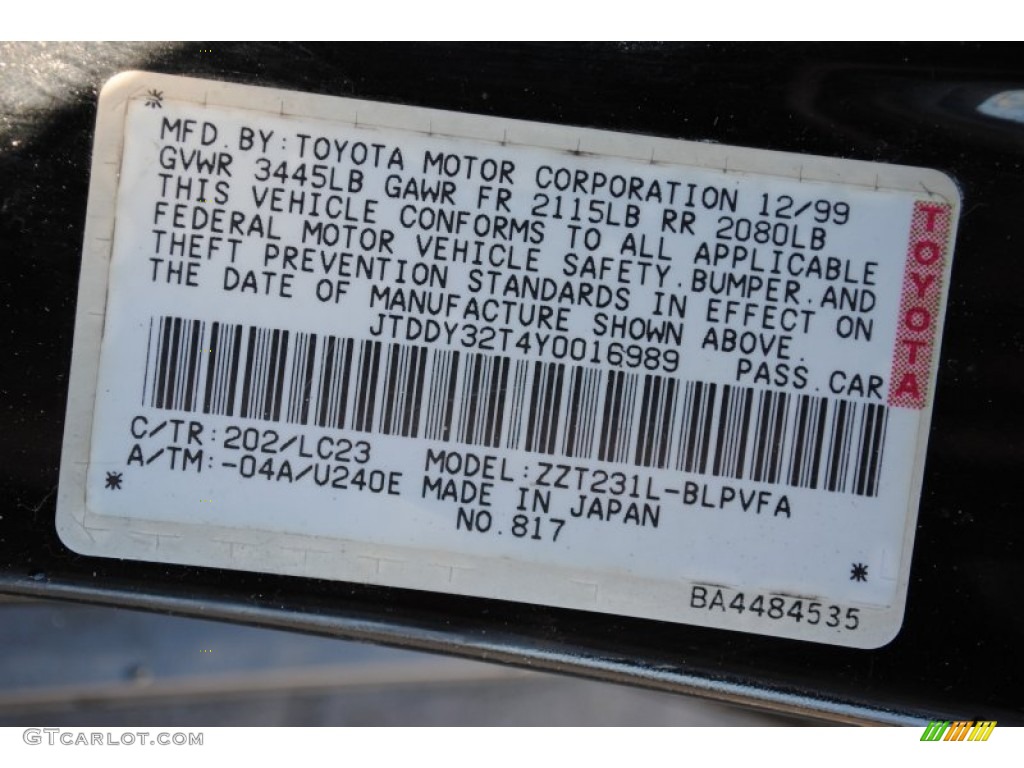 MFD.BY:TOYOTA MOTOR CORPORATION 12/99
GVWR 3445LB GAWR FR 2115LB RR 2080LB
THIS VEHICLE CONFORMS TO ALL APPLICABLE
FEDERAL MOTOR VEHICLE SAFETY.BUMPER.AND
THEFT PREVENTION STANDARDS IN EFFECT ON
THE DATE OF MANUFACTURE SHOWN ABOVE.
JTDDY32T4Y0016989 PASS.CAR
TOYOTA
C/TR:202/LC23 MODEL:ZZT231L-BLPVFA
A/TM:-04A/U240E MADE IN JAPAN
NO.817
BA4484535
GTCarlot.com